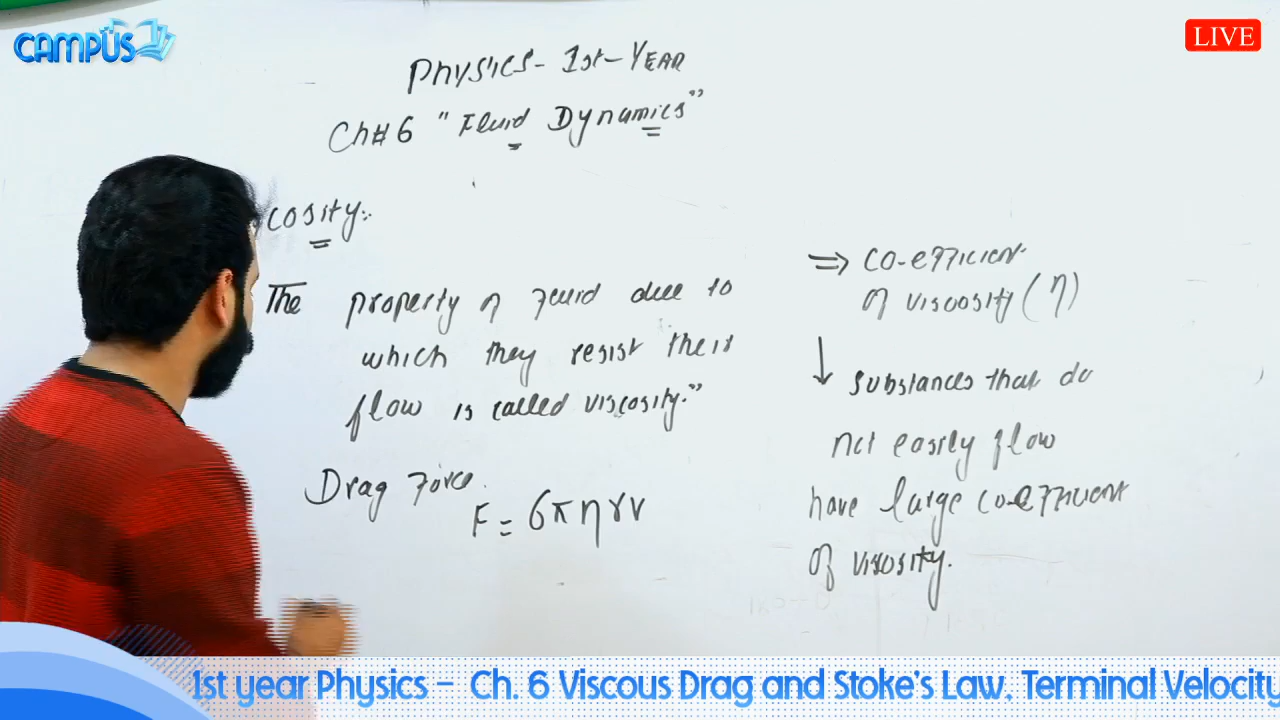 CAMPUS
LIVE
Physics - 1st - YEAR
Ch# 6 "Fluid Dynamics"
cosity:.
The property of fluid due to
which they resist their
flow is called viscosity."
Drag Force.
F = 6πηrv
⇒ CO-efficient
of viscosity (η)
↓ substances that do
not easily flow
have large co-efficient
of viscosity.
1st year Physics – Ch. 6 Viscous Drag and Stoke's Law, Terminal Velocity